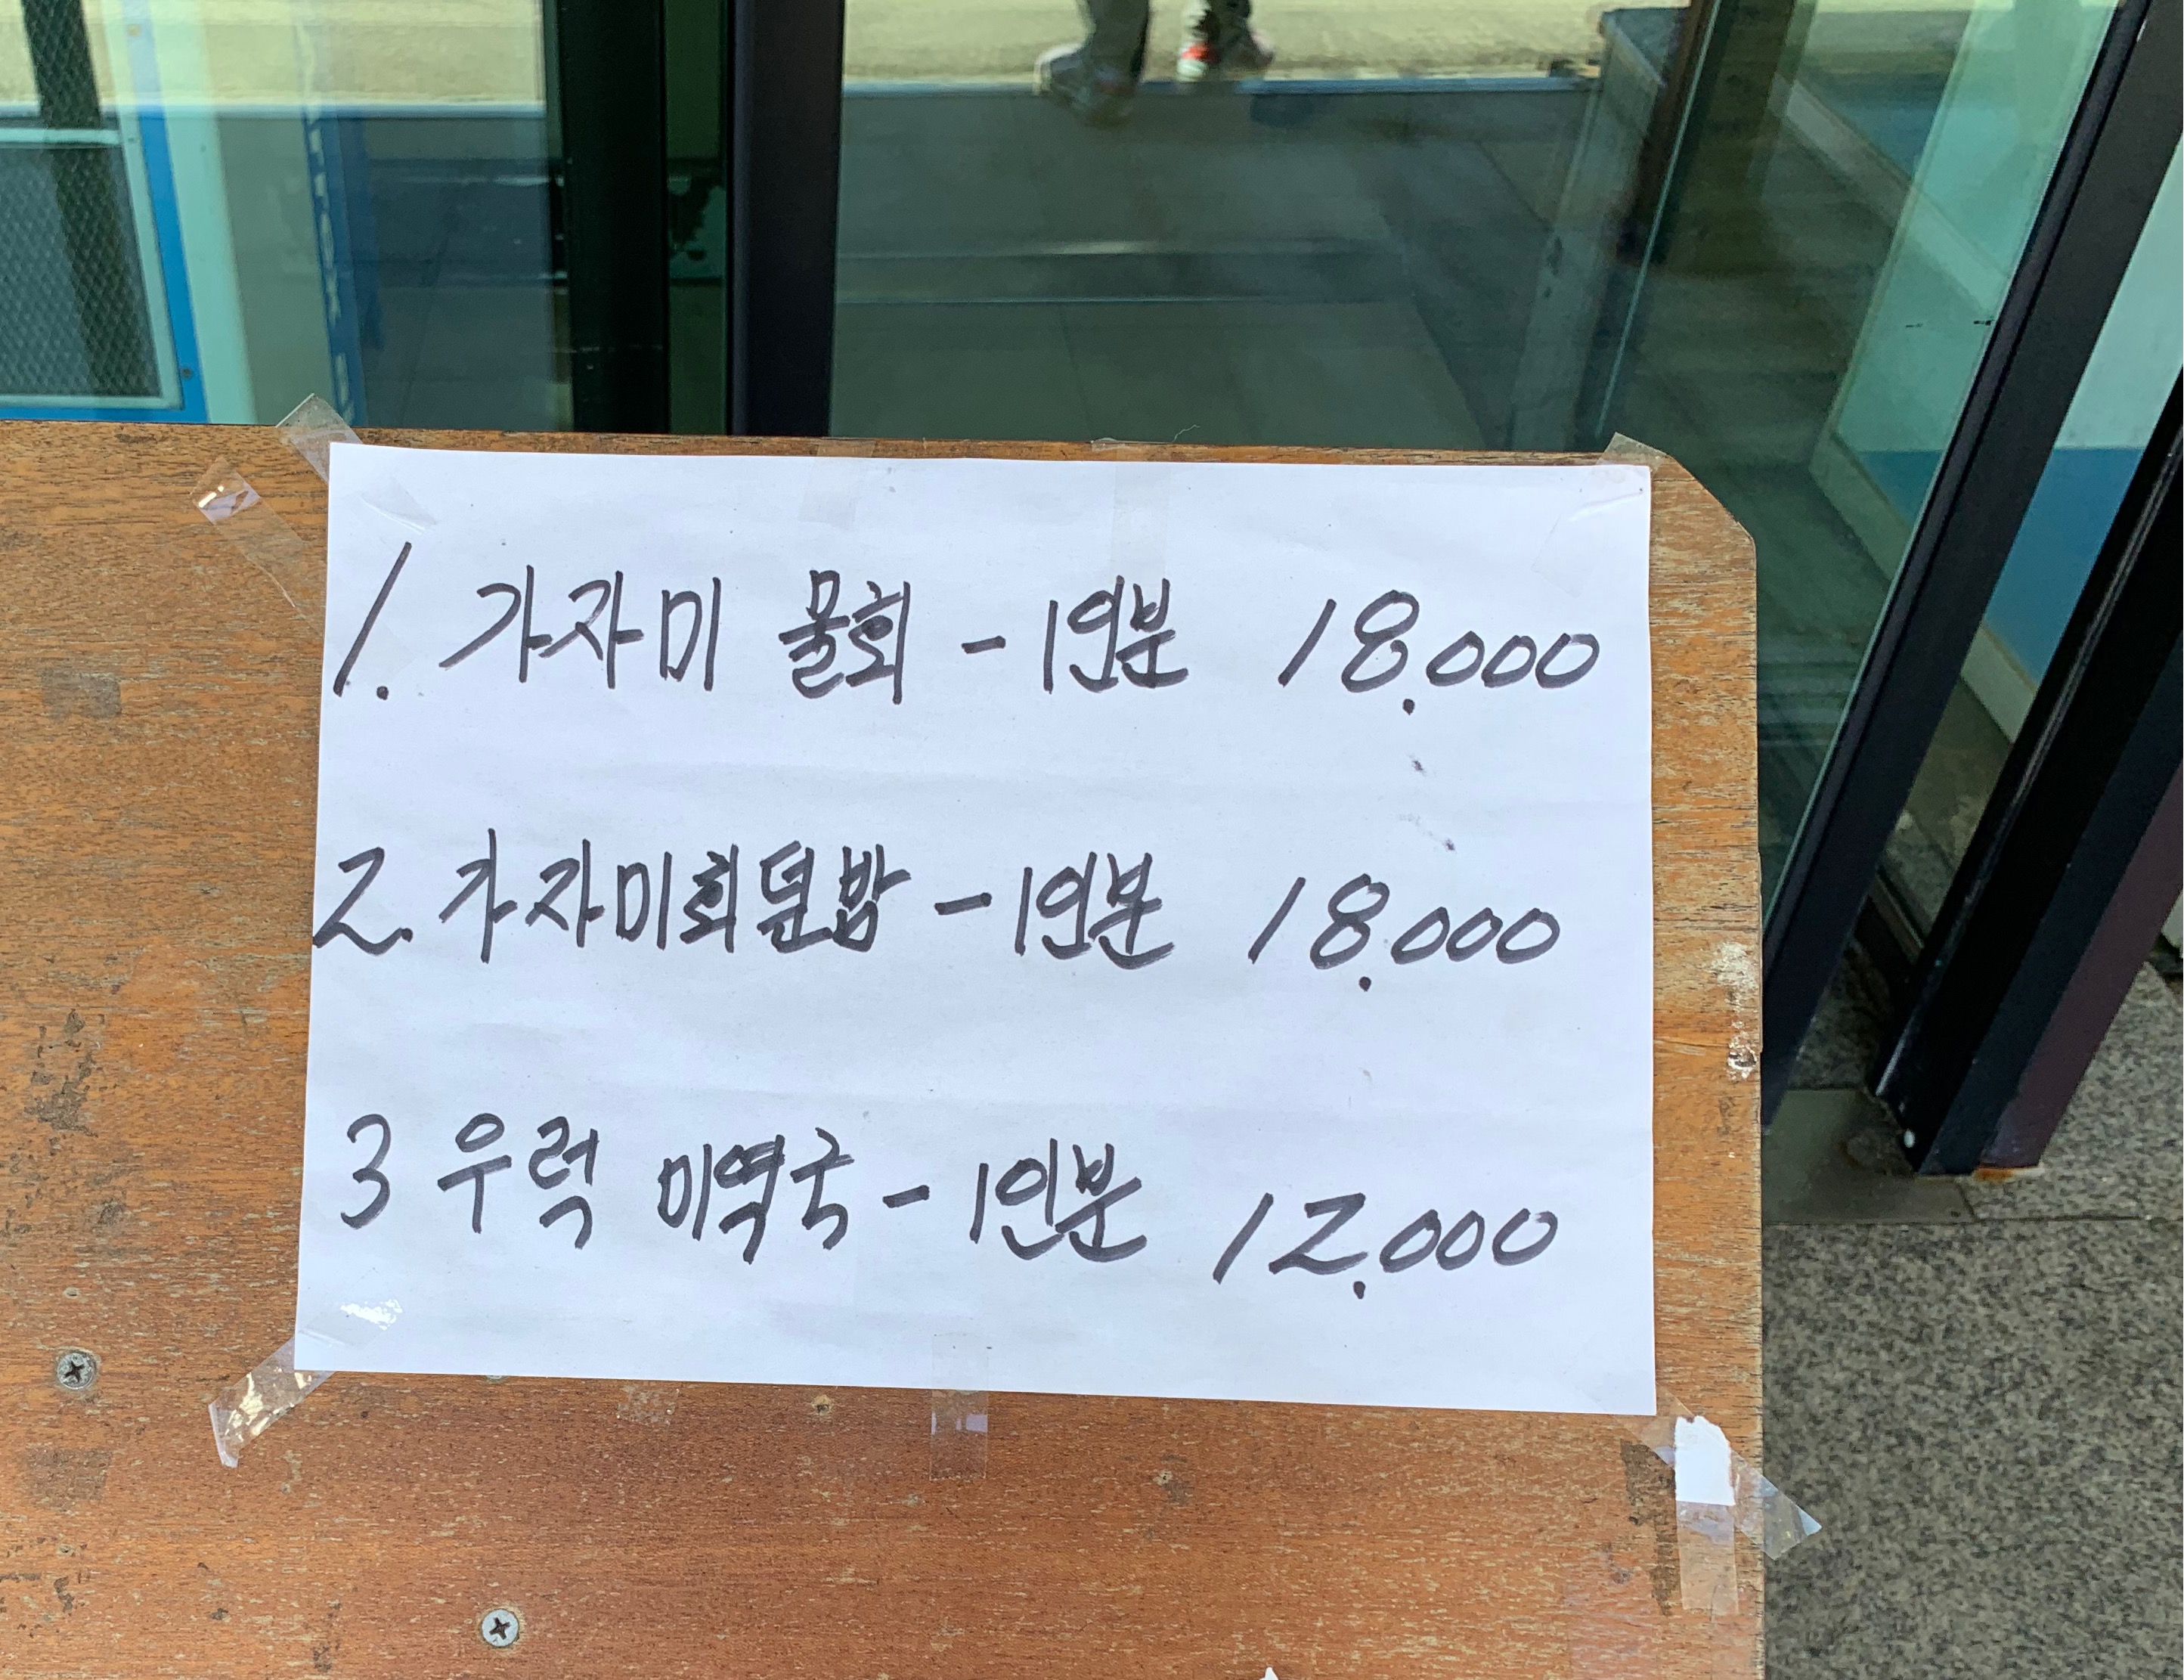 1. 가자미 물회 - 1인분 18.000
2. 가자미회덮밥 - 1인분 18.000
3 우럭 미역국 - 1인분 12.000